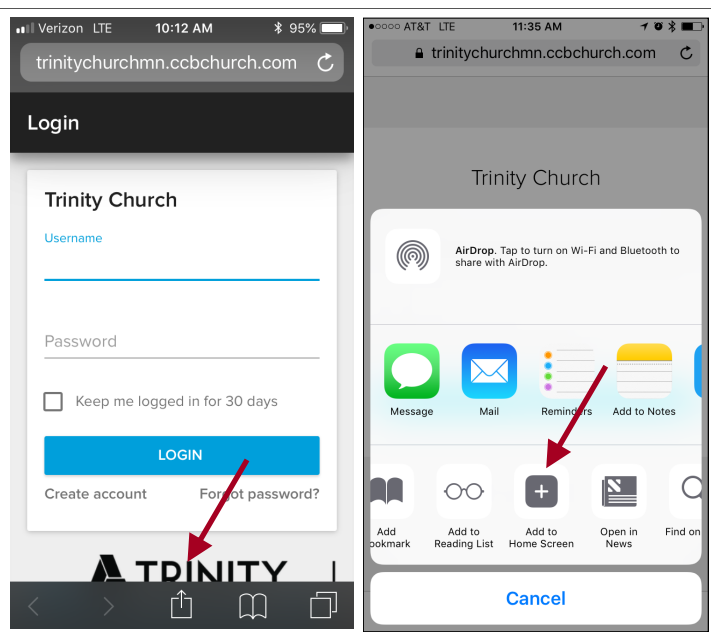 Verizon LTE 10:12 AM 95%
trinitychurchmn.ccbchurch.com
Login
Trinity Church
Username
Password
Keep me logged in for 30 days
LOGIN
Create account Forgot password?
TRINITY
AT&T LTE 11:35 AM
trinitychurchmn.ccbchurch.com
Trinity Church
AirDrop. Tap to turn on Wi-Fi and Bluetooth to
share with AirDrop.
Message Mail Reminders Add to Notes
Add Add to Add to Open in Find on
ookmark Reading List Home Screen News
Cancel